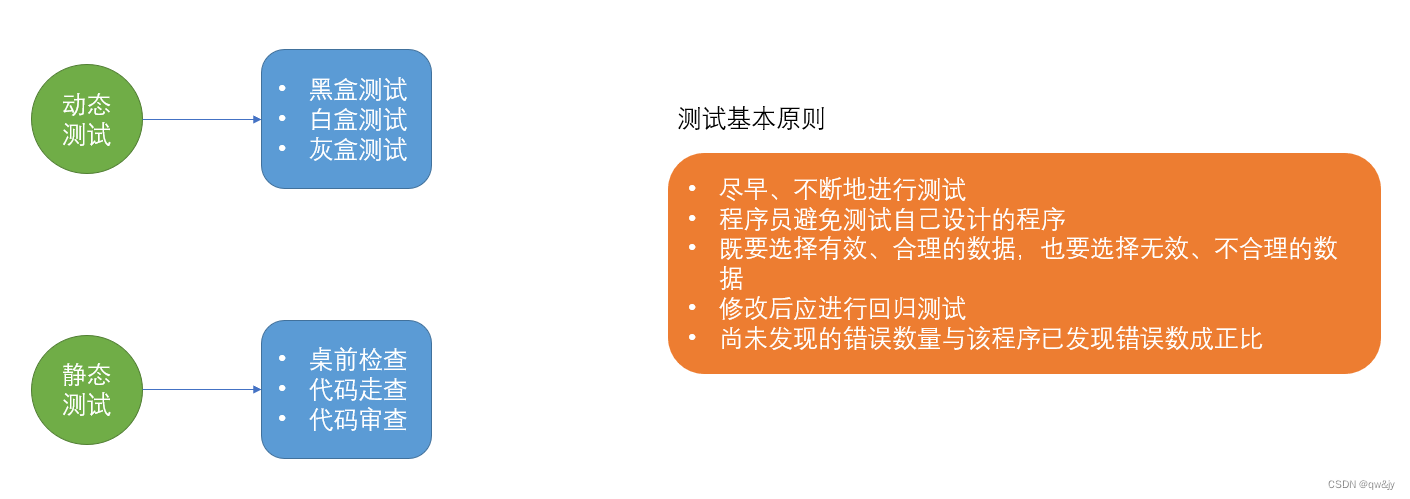 动态
测试
• 黑盒测试
• 白盒测试
• 灰盒测试
静态
测试
• 桌前检查
• 代码走查
• 代码审查
测试基本原则
• 尽早、不断地进行测试
• 程序员避免测试自己设计的程序
• 既要选择有效、合理的数据，也要选择无效、不合理的数
据
• 修改后应进行回归测试
• 尚未发现的错误数量与该程序已发现错误数成正比
CSDN @qw&jy